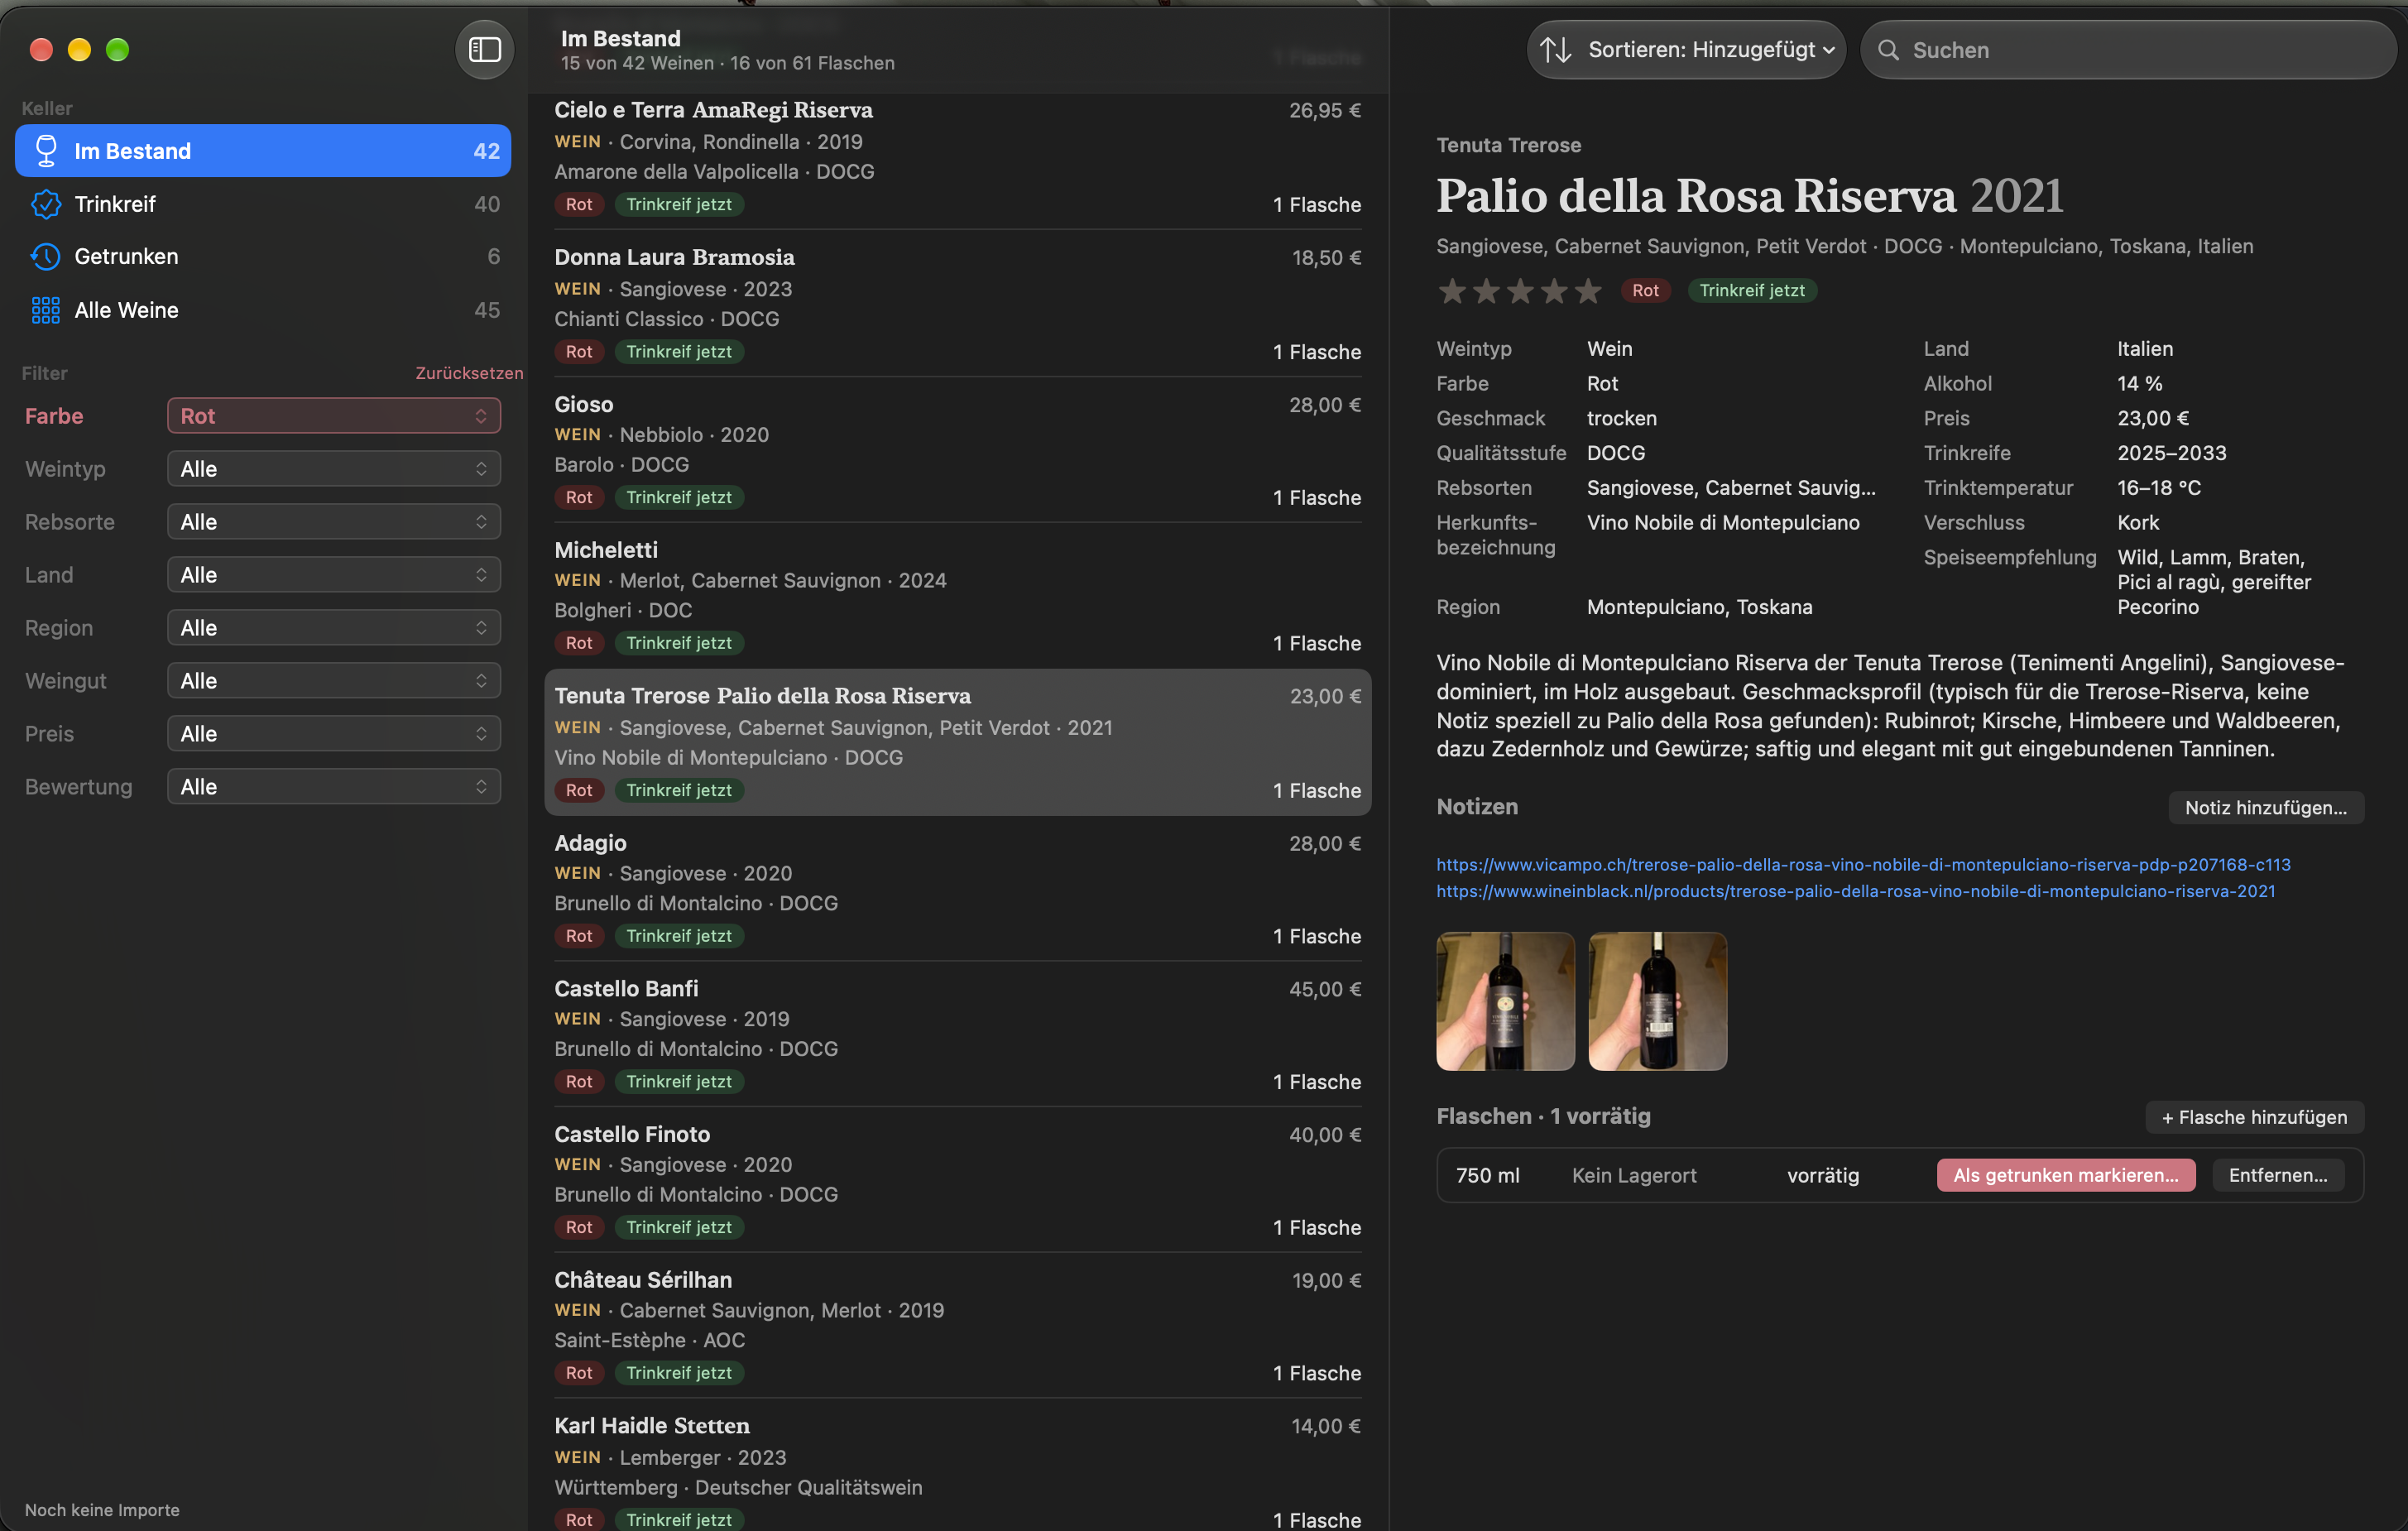 Keller
Im Bestand 42
Trinkreif 40
Getrunken 6
Alle Weine 45
Filter Zurücksetzen
Farbe Rot
Weintyp Alle
Rebsorte Alle
Land Alle
Region Alle
Weingut Alle
Preis Alle
Bewertung Alle
Noch keine Importe
Im Bestand
15 von 42 Weinen · 16 von 61 Flaschen
1 Flasche
Cielo e Terra AmaRegi Riserva 26,95 €
WEIN · Corvina, Rondinella · 2019
Amarone della Valpolicella · DOCG
Rot Trinkreif jetzt 1 Flasche
Donna Laura Bramosia 18,50 €
WEIN · Sangiovese · 2023
Chianti Classico · DOCG
Rot Trinkreif jetzt 1 Flasche
Gioso 28,00 €
WEIN · Nebbiolo · 2020
Barolo · DOCG
Rot Trinkreif jetzt 1 Flasche
Micheletti
WEIN · Merlot, Cabernet Sauvignon · 2024
Bolgheri · DOC
Rot Trinkreif jetzt 1 Flasche
Tenuta Trerose Palio della Rosa Riserva 23,00 €
WEIN · Sangiovese, Cabernet Sauvignon, Petit Verdot · 2021
Vino Nobile di Montepulciano · DOCG
Rot Trinkreif jetzt 1 Flasche
Adagio 28,00 €
WEIN · Sangiovese · 2020
Brunello di Montalcino · DOCG
Rot Trinkreif jetzt 1 Flasche
Castello Banfi 45,00 €
WEIN · Sangiovese · 2019
Brunello di Montalcino · DOCG
Rot Trinkreif jetzt 1 Flasche
Castello Finoto 40,00 €
WEIN · Sangiovese · 2020
Brunello di Montalcino · DOCG
Rot Trinkreif jetzt 1 Flasche
Château Sérilhan 19,00 €
WEIN · Cabernet Sauvignon, Merlot · 2019
Saint-Estèphe · AOC
Rot Trinkreif jetzt 1 Flasche
Karl Haidle Stetten 14,00 €
WEIN · Lemberger · 2023
Württemberg · Deutscher Qualitätswein
Rot Trinkreif jetzt 1 Flasche
Sortieren: Hinzugefügt
Suchen
Tenuta Trerose
Palio della Rosa Riserva 2021
Sangiovese, Cabernet Sauvignon, Petit Verdot · DOCG · Montepulciano, Toskana, Italien
Rot Trinkreif jetzt
Weintyp Wein
Farbe Rot
Geschmack trocken
Qualitätsstufe DOCG
Rebsorten Sangiovese, Cabernet Sauvig...
Herkunfts-
bezeichnung
Vino Nobile di Montepulciano
Region Montepulciano, Toskana
Land Italien
Alkohol 14 %
Preis 23,00 €
Trinkreife 2025–2033
Trinktemperatur 16–18 °C
Verschluss Kork
Speiseempfehlung Wild, Lamm, Braten,
Pici al ragù, gereifter
Pecorino
Vino Nobile di Montepulciano Riserva der Tenuta Trerose (Tenimenti Angelini), Sangiovese-
dominiert, im Holz ausgebaut. Geschmacksprofil (typisch für die Trerose-Riserva, keine
Notiz speziell zu Palio della Rosa gefunden): Rubinrot; Kirsche, Himbeere und Waldbeeren,
dazu Zedernholz und Gewürze; saftig und elegant mit gut eingebundenen Tanninen.
Notizen Notiz hinzufügen...
https://www.vicampo.ch/trerose-palio-della-rosa-vino-nobile-di-montepulciano-riserva-pdp-p207168-c113
https://www.wineinblack.nl/products/trerose-palio-della-rosa-vino-nobile-di-montepulciano-riserva-2021
Flaschen · 1 vorrätig + Flasche hinzufügen
750 ml Kein Lagerort vorrätig Als getrunken markieren... Entfernen...